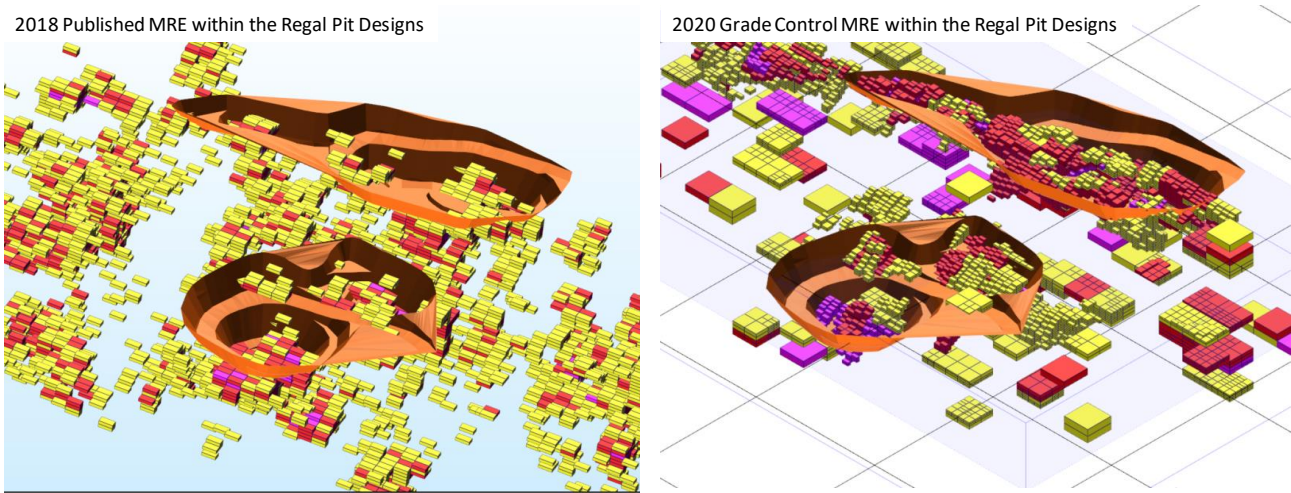 2018 Published MRE within the Regal Pit Designs
2020 Grade Control MRE within the Regal Pit Designs